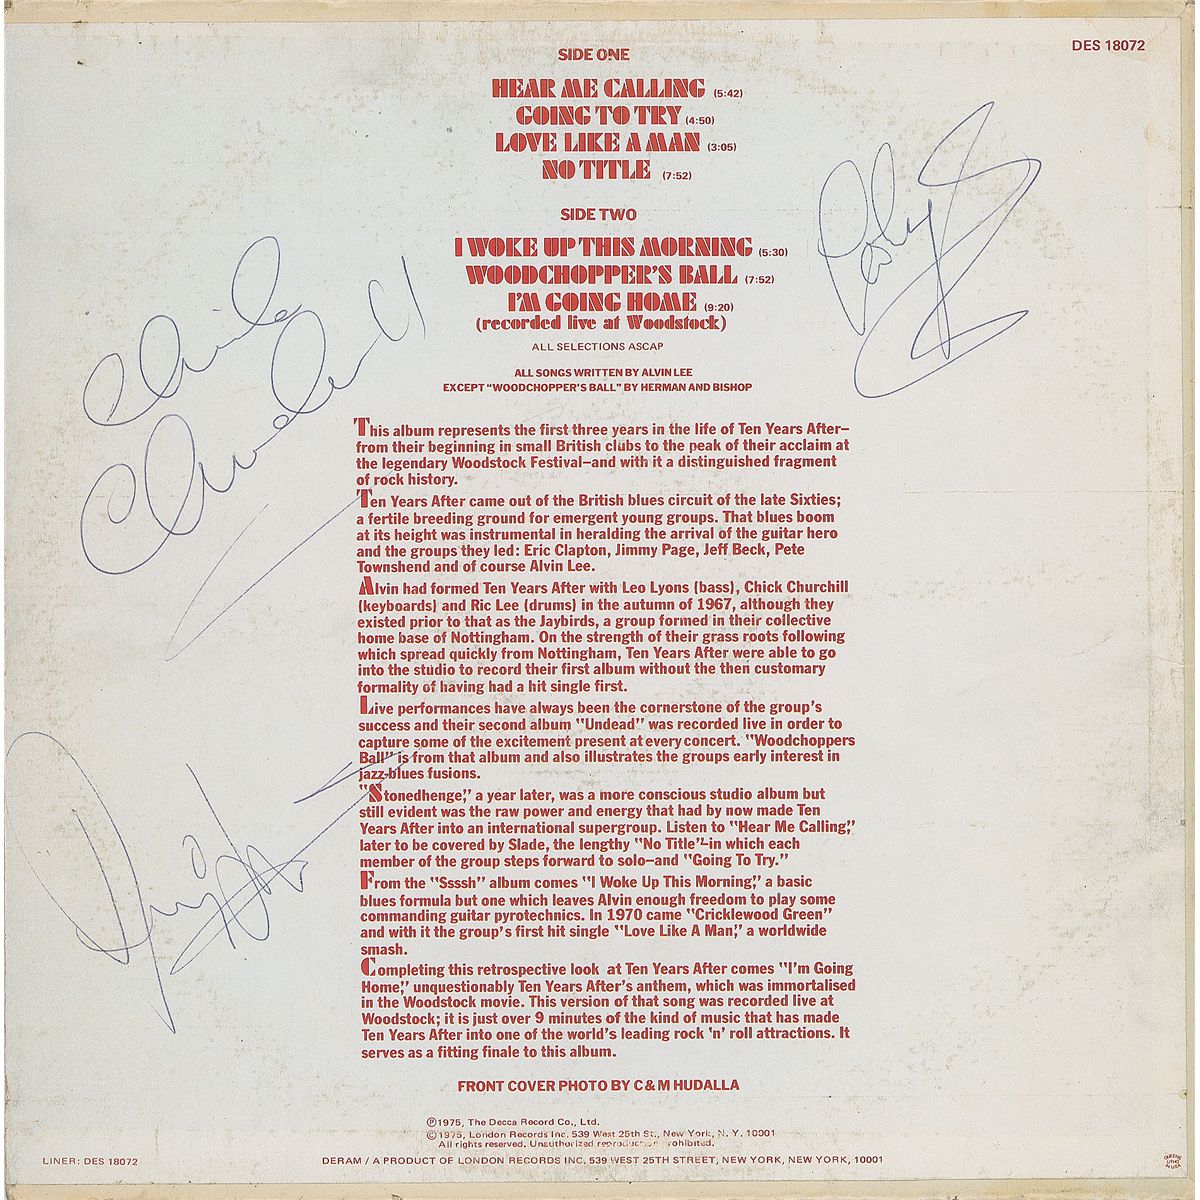 DES 18072
SIDE ONE
HEAR ME CALLING (5:42)
GOING TO TRY (4:50)
LOVE LIKE A MAN (3:05)
NO TITLE (7:52)
SIDE TWO
I WOKE UP THIS MORNING (5:30)
WOODCHOPPER'S BALL (7:52)
I'M GOING HOME (9:20)
(recorded live at Woodstock)
ALL SELECTIONS ASCAP
ALL SONGS WRITTEN BY ALVIN LEE
EXCEPT "WOODCHOPPER'S BALL" BY HERMAN AND BISHOP
Chick
Churchill
This album represents the first three years in the life of Ten Years After—
from their beginning in small British clubs to the peak of their acclaim at
the legendary Woodstock Festival—and with it a distinguished fragment
of rock history.
Ten Years After came out of the British blues circuit of the late Sixties;
a fertile breeding ground for emergent young groups. That blues boom
at its height was instrumental in heralding the arrival of the guitar hero
and the groups they led: Eric Clapton, Jimmy Page, Jeff Beck, Pete
Townshend and of course Alvin Lee.
Alvin had formed Ten Years After with Leo Lyons (bass), Chick Churchill
(keyboards) and Ric Lee (drums) in the autumn of 1967, although they
existed prior to that as the Jaybirds, a group formed in their collective
home base of Nottingham. On the strength of their grass roots following
which spread quickly from Nottingham, Ten Years After were able to go
into the studio to record their first album without the then customary
formality of having had a hit single first.
Live performances have always been the cornerstone of the group's
success and their second album "Undead" was recorded live in order to
capture some of the excitement present at every concert. "Woodchoppers
Ball" is from that album and also illustrates the groups early interest in
jazz-blues fusions.
"Stonedhenge," a year later, was a more conscious studio album but
still evident was the raw power and energy that had by now made Ten
Years After into an international supergroup. Listen to "Hear Me Calling,"
later to be covered by Slade, the lengthy "No Title"—in which each
member of the group steps forward to solo—and "Going To Try."
From the "Ssssh" album comes "I Woke Up This Morning," a basic
blues formula but one which leaves Alvin enough freedom to play some
commanding guitar pyrotechnics. In 1970 came "Cricklewood Green"
and with it the group's first hit single "Love Like A Man," a worldwide
smash.
Completing this retrospective look at Ten Years After comes "I'm Going
Home," unquestionably Ten Years After's anthem, which was immortalised
in the Woodstock movie. This version of that song was recorded live at
Woodstock; it is just over 9 minutes of the kind of music that has made
Ten Years After into one of the world's leading rock 'n' roll attractions. It
serves as a fitting finale to this album.
FRONT COVER PHOTO BY C & M HUDALLA
℗1975, The Decca Record Co., Ltd.
©1975, London Records Inc. 539 West 25th St., New York, N. Y. 10001
All rights reserved. Unauthorized reproduction prohibited.
LINER: DES 18072
DERAM / A PRODUCT OF LONDON RECORDS INC. 539 WEST 25TH STREET, NEW YORK, NEW YORK, 10001